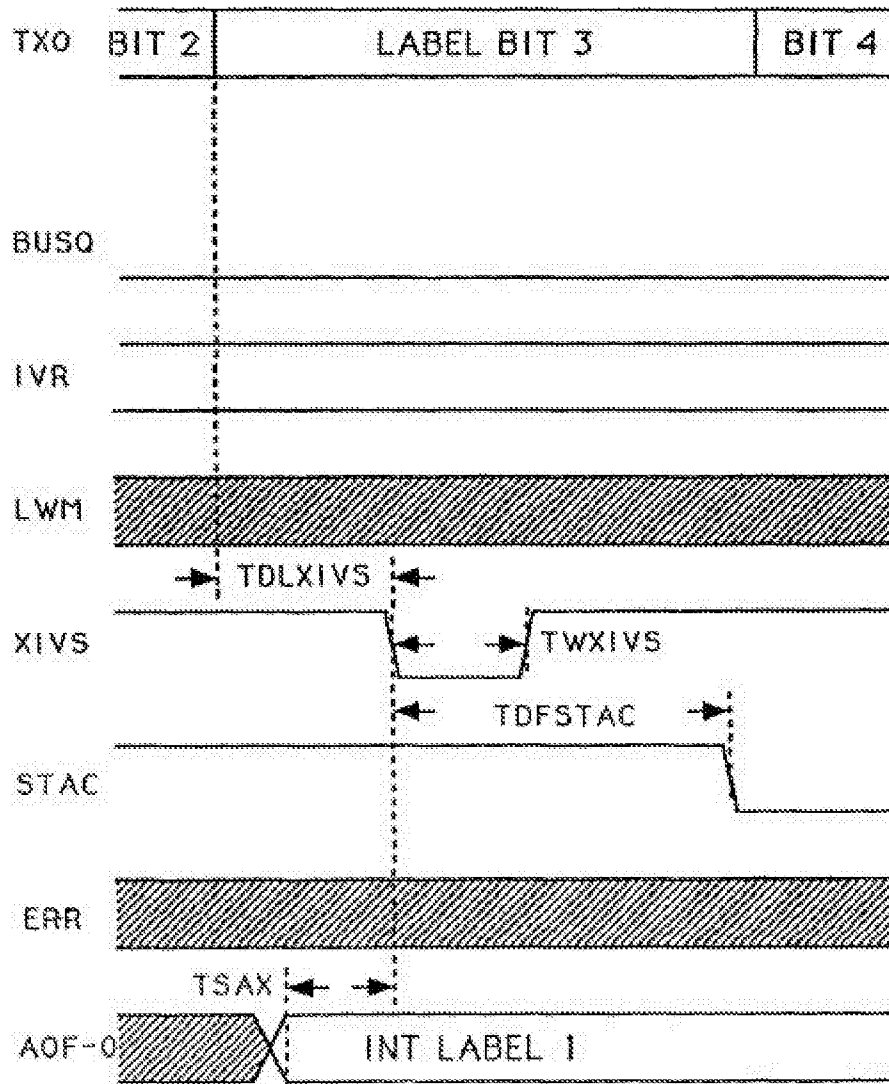 TXO BIT 2 LABEL BIT 3 BIT 4
BUSQ
IVR
LWM
TDLXIVS
XIVS TWXIVS
TDFSTAC
STAC
ERR
TSAX
AOF-0 INT LABEL 1